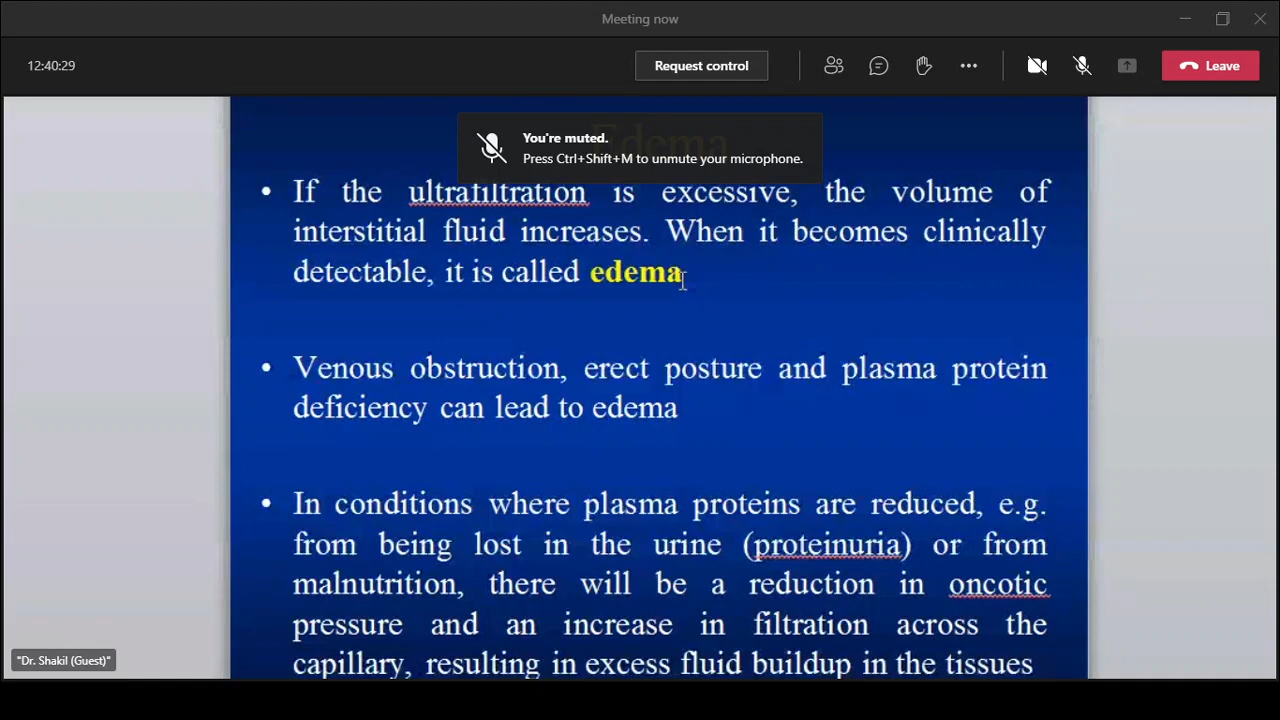 Meeting now
12:40:29
Request control
Leave
Edema
You're muted.
Press Ctrl+Shift+M to unmute your microphone.
• If the ultrafiltration is excessive, the volume of
interstitial fluid increases. When it becomes clinically
detectable, it is called edema
• Venous obstruction, erect posture and plasma protein
deficiency can lead to edema
• In conditions where plasma proteins are reduced, e.g.
from being lost in the urine (proteinuria) or from
malnutrition, there will be a reduction in oncotic
pressure and an increase in filtration across the
capillary, resulting in excess fluid buildup in the tissues
"Dr. Shakil (Guest)"